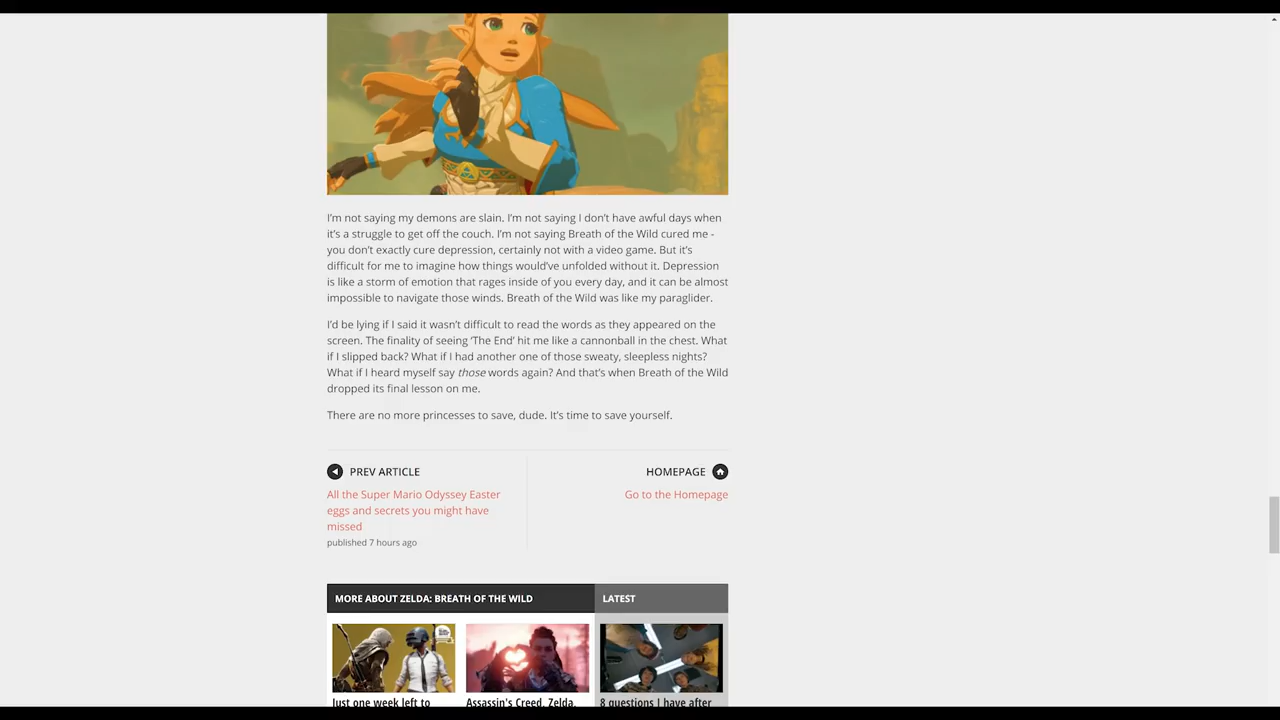 I’m not saying my demons are slain. I’m not saying I don’t have awful days when
it’s a struggle to get off the couch. I’m not saying Breath of the Wild cured me -
you don’t exactly cure depression, certainly not with a video game. But it’s
difficult for me to imagine how things would’ve unfolded without it. Depression
is like a storm of emotion that rages inside of you every day, and it can be almost
impossible to navigate those winds. Breath of the Wild was like my paraglider.
I’d be lying if I said it wasn’t difficult to read the words as they appeared on the
screen. The finality of seeing ‘The End’ hit me like a cannonball in the chest. What
if I slipped back? What if I had another one of those sweaty, sleepless nights?
What if I heard myself say those words again? And that’s when Breath of the Wild
dropped its final lesson on me.
There are no more princesses to save, dude. It’s time to save yourself.
PREV ARTICLE
All the Super Mario Odyssey Easter
eggs and secrets you might have
missed
published 7 hours ago
HOMEPAGE
Go to the Homepage
MORE ABOUT ZELDA: BREATH OF THE WILD
LATEST
Just one week left to
Assassin's Creed, Zelda,
8 questions I have after